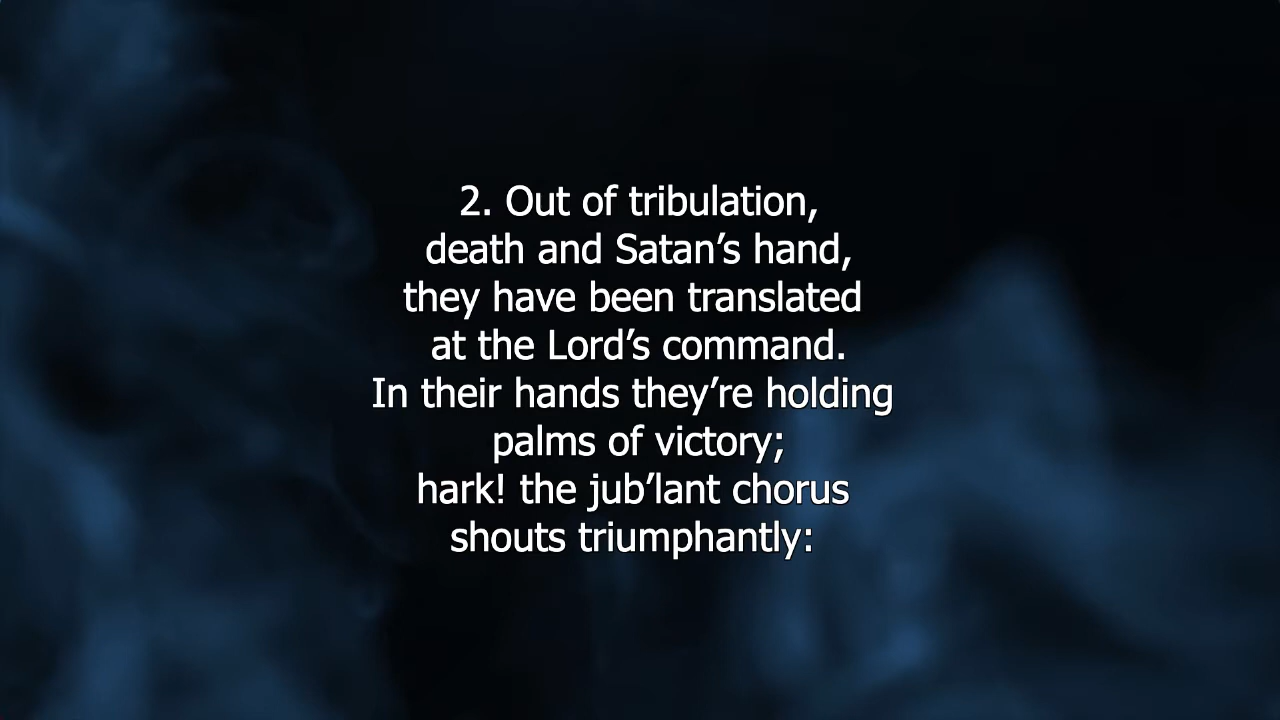 2. Out of tribulation,
death and Satan’s hand,
they have been translated
at the Lord’s command.
In their hands they’re holding
palms of victory;
hark! the jub’lant chorus
shouts triumphantly: